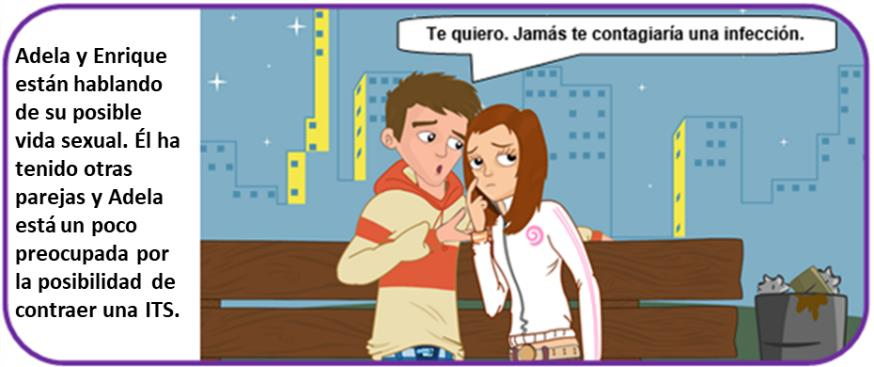 Adela y Enrique
están hablando
de su posible
vida sexual. Él ha
tenido otras
parejas y Adela
está un poco
preocupada por
la posibilidad de
contraer una ITS.
Te quiero. Jamás te contagiaría una infección.